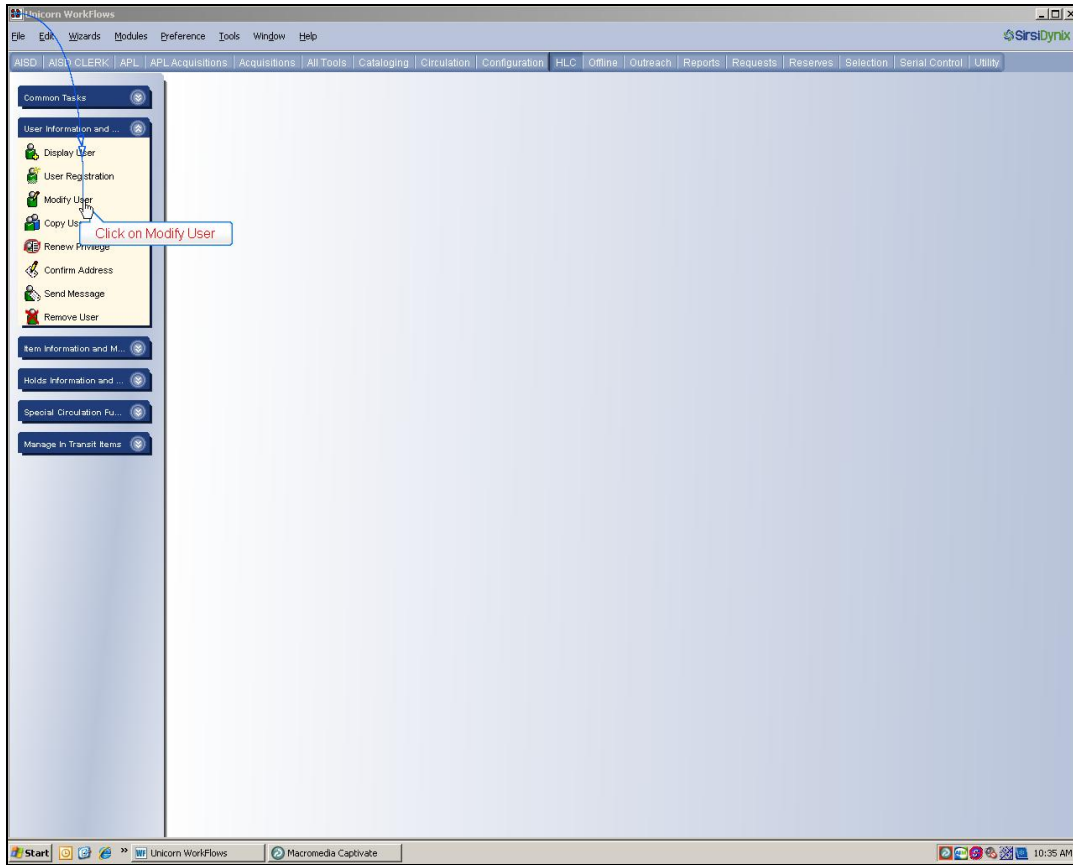 Unicorn WorkFlows
File Edit Wizards Modules Preference Tools Window Help
SirsiDynix
AISD AISD CLERK APL APL Acquisitions Acquisitions All Tools Cataloging Circulation Configuration HLC Offline Outreach Reports Requests Reserves Selection Serial Control Utility
Common Tasks
User Information and ...
Display User
User Registration
Modify User
Copy Us
Click on Modify User
Renew Privilege
Confirm Address
Send Message
Remove User
Item Information and M...
Holds Information and ...
Special Circulation Fu...
Manage In Transit Items
Start » WF Unicorn WorkFlows Macromedia Captivate 10:35 AM